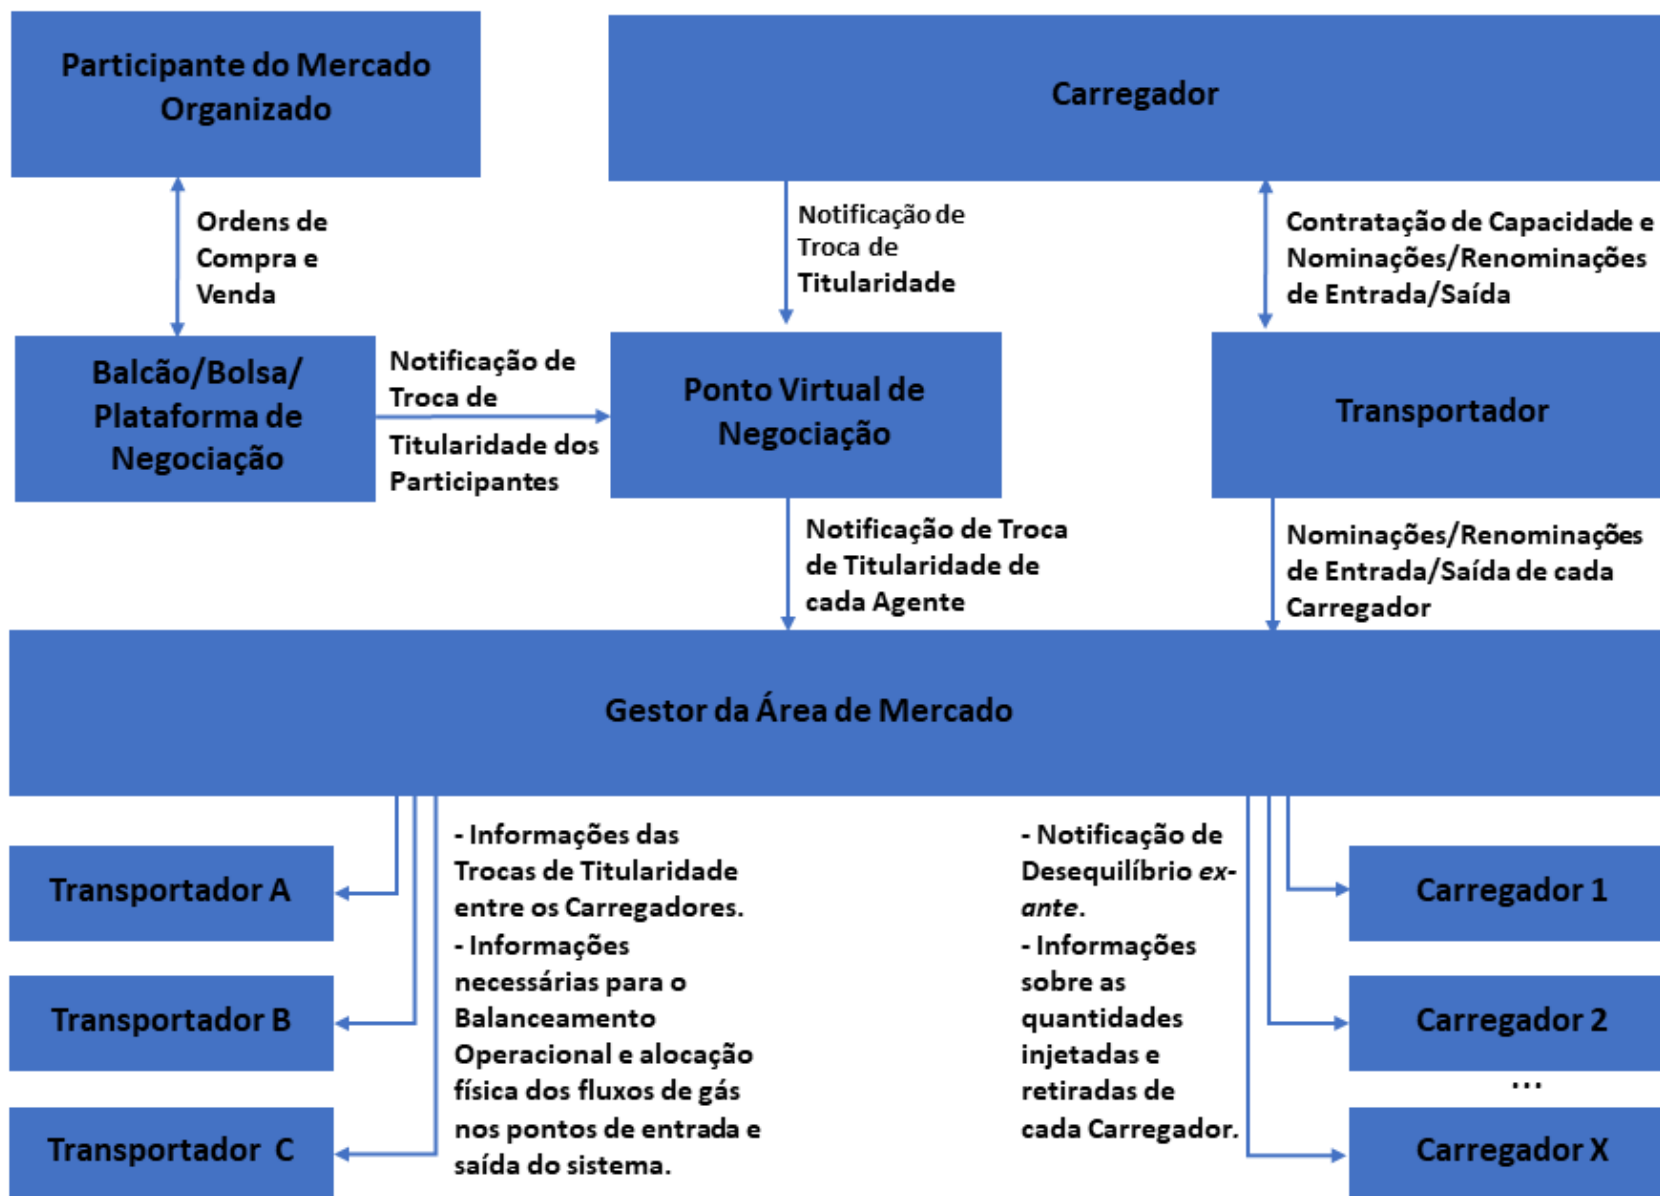 Participante do Mercado
Organizado
Carregador
Ordens de
Compra e
Venda
Notificação de
Troca de
Titularidade
Contratação de Capacidade e
Nominações/Renominações
de Entrada/Saída
Balcão/Bolsa/
Plataforma de
Negociação
Notificação de
Troca de
Titularidade dos
Participantes
Ponto Virtual de
Negociação
Transportador
Notificação de Troca
de Titularidade de
cada Agente
Nominações/Renominações
de Entrada/Saída de cada
Carregador
Gestor da Área de Mercado
Transportador A
Transportador B
Transportador C
- Informações das
Trocas de Titularidade
entre os Carregadores.
- Informações
necessárias para o
Balanceamento
Operacional e alocação
física dos fluxos de gás
nos pontos de entrada e
saída do sistema.
- Notificação de
Desequilíbrio ex-
ante.
- Informações
sobre as
quantidades
injetadas e
retiradas de
cada Carregador.
Carregador 1
Carregador 2
...
Carregador X